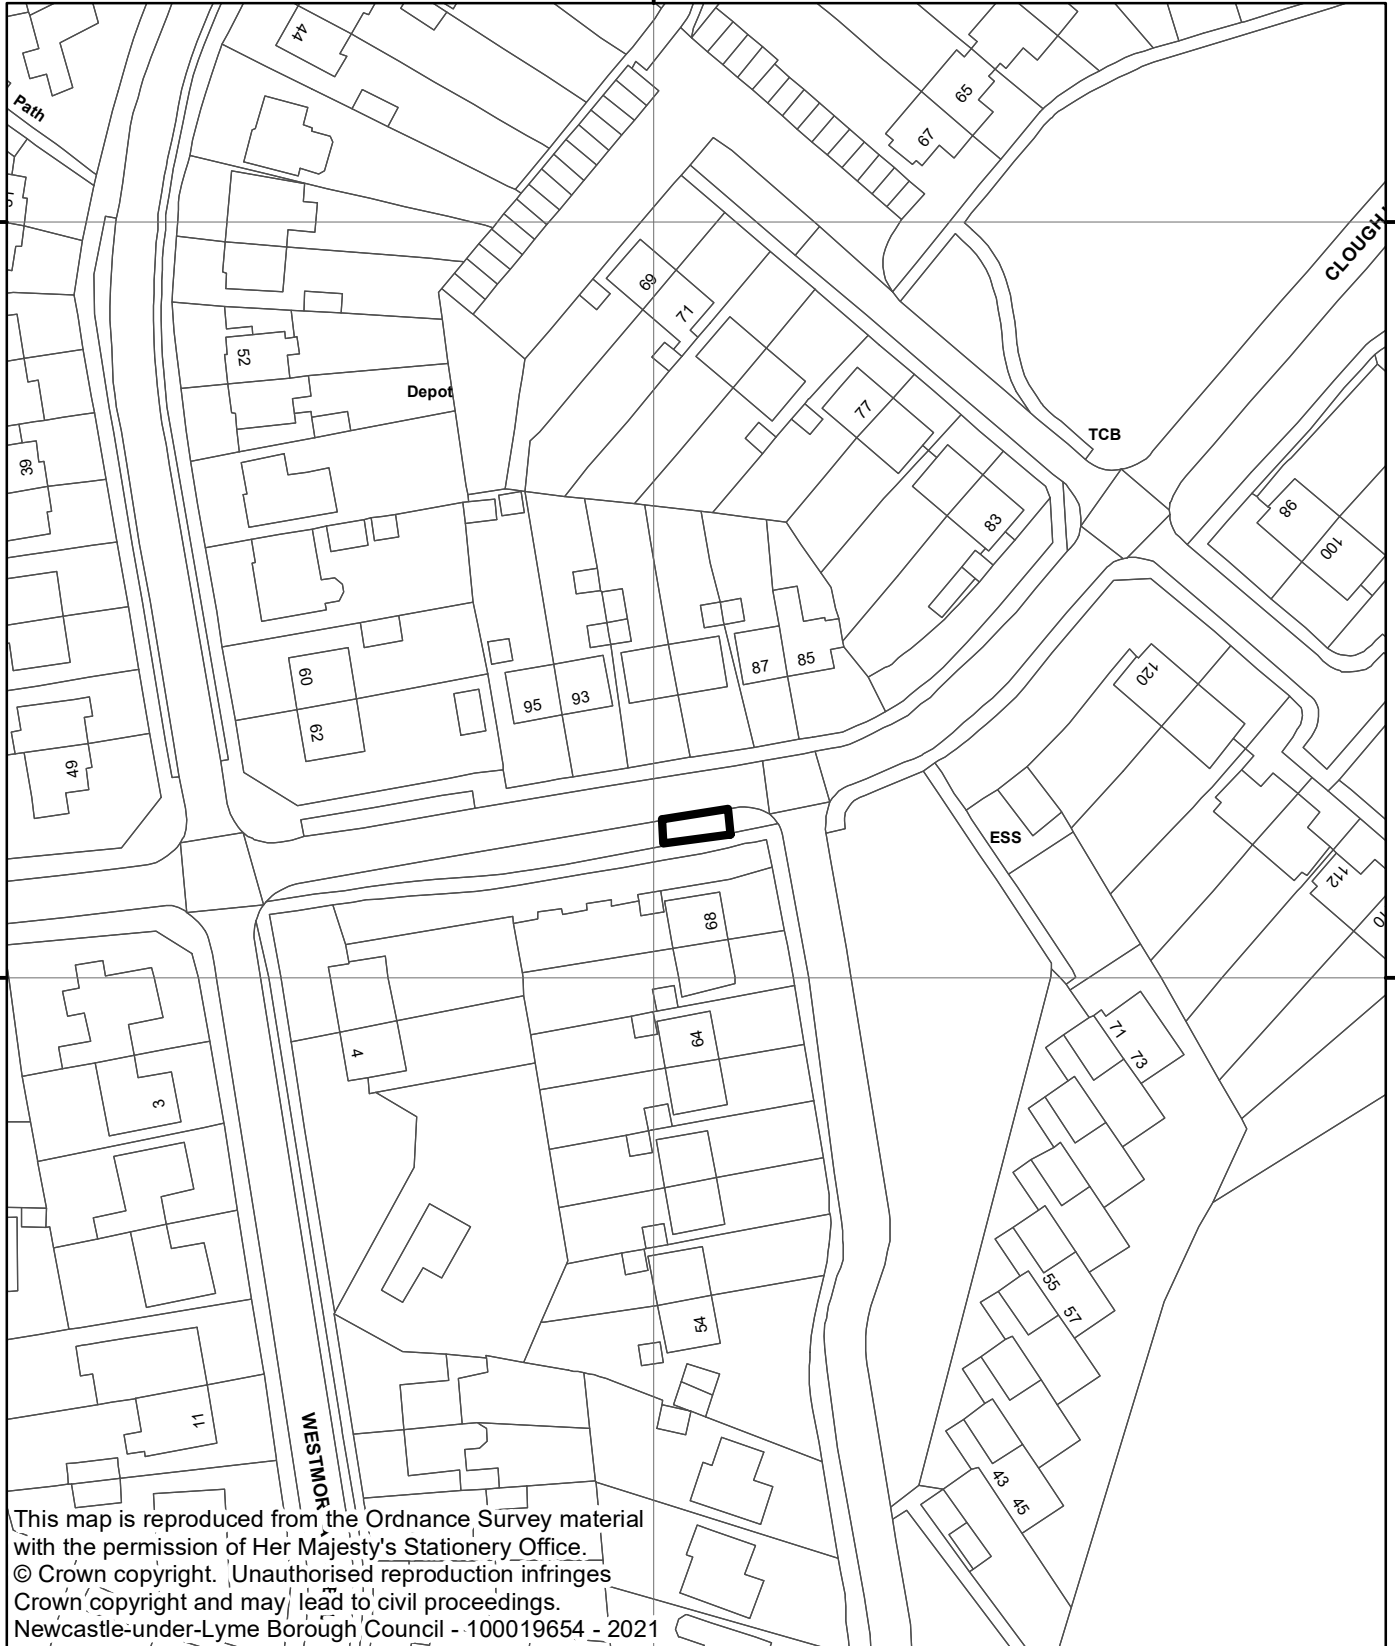 44
Path
65
67
CLOUGH
69
71
52
Depot
77
TCB
39
83
98
100
60
87
85
120
95
93
62
49
ESS
112
68
71
4
64
73
3
55
57
54
11
WESTMOR
43
45
This map is reproduced from the Ordnance Survey material
with the permission of Her Majesty's Stationery Office.
© Crown copyright. Unauthorised reproduction infringes
Crown copyright and may lead to civil proceedings.
Newcastle-under-Lyme Borough Council - 100019654 - 2021